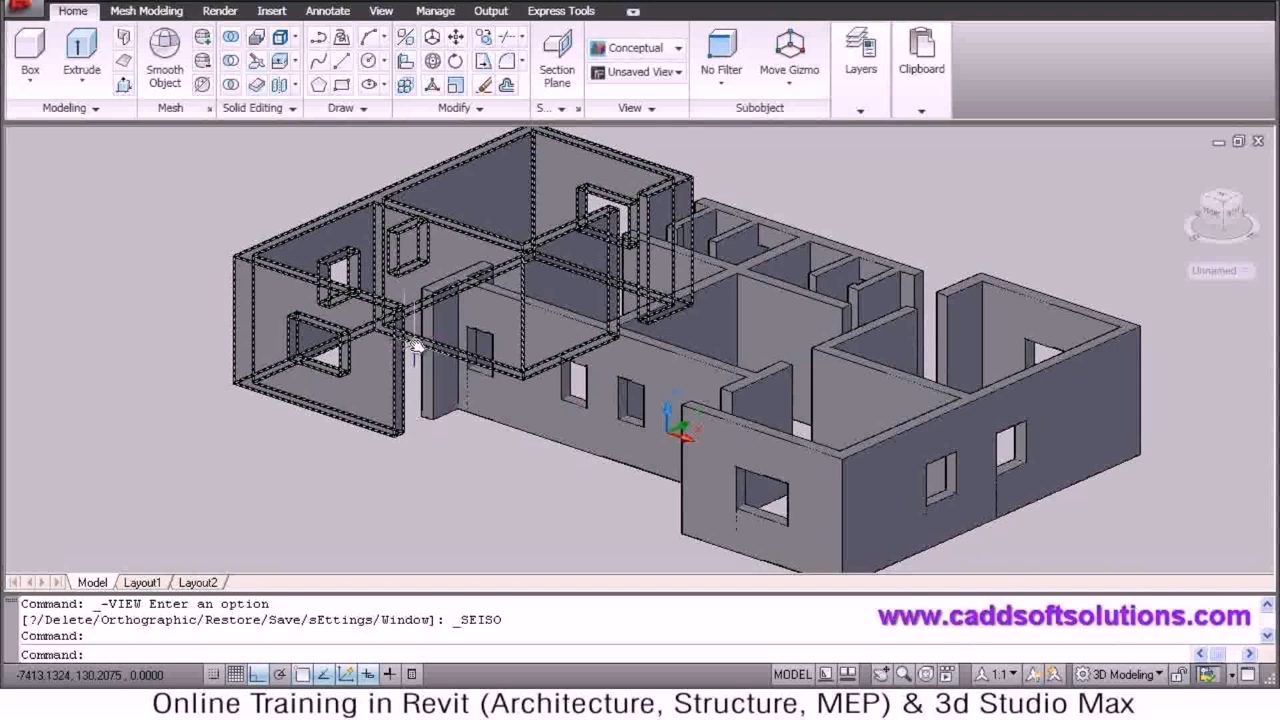 Home Mesh Modeling Render Insert Annotate View Manage Output Express Tools
Box Extrude Smooth Object Section Plane Conceptual Unsaved View No Filter Move Gizmo Layers Clipboard
Modeling Mesh Solid Editing Draw Modify S... View Subobject
Unnamed
Model Layout1 Layout2
Command: _-VIEW Enter an option
[?/Delete/Orthographic/Restore/Save/sEttings/Window]: _SEISO
Command:
Command:
www.caddsoftsolutions.com
-7413.1324, 130.2075, 0.0000 MODEL 1:1 3D Modeling
Online Training in Revit (Architecture, Structure, MEP) & 3d Studio Max